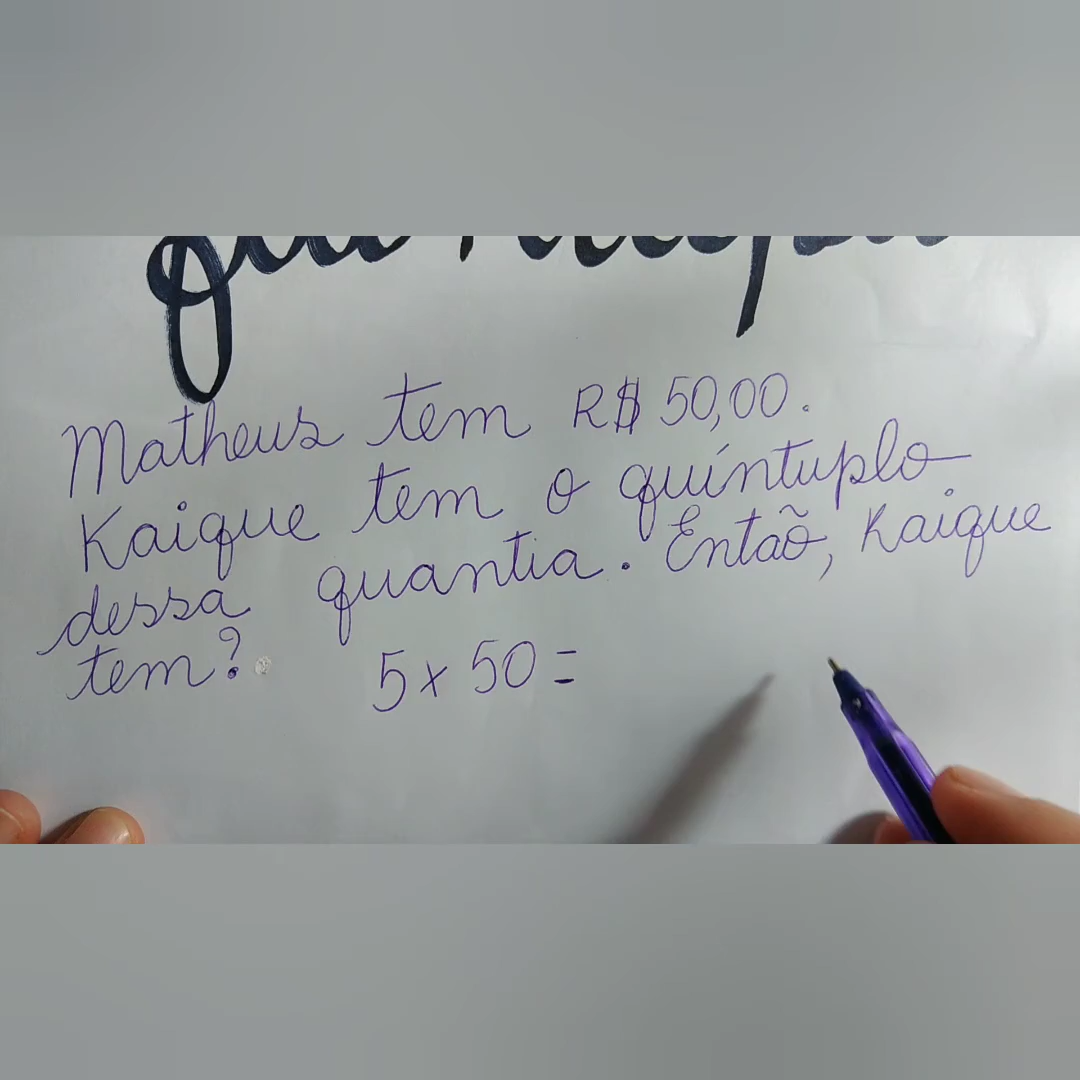 Matheus tem R$ 50,00.
Kaique tem o quíntuplo
dessa quantia. Então, Kaique
tem?
5 x 50 =